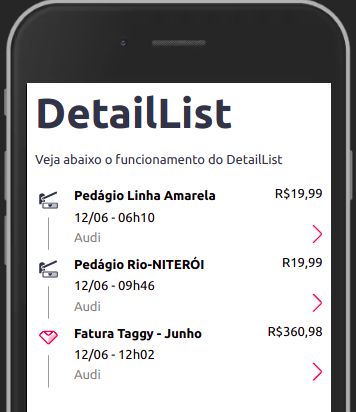 DetailList
Veja abaixo o funcionamento do DetailList
Pedágio Linha Amarela R$19,99
12/06 - 06h10
Audi
Pedágio Rio-NITERÓI R19,99
12/06 - 09h46
Audi
Fatura Taggy - Junho R$360,98
12/06 - 12h02
Audi